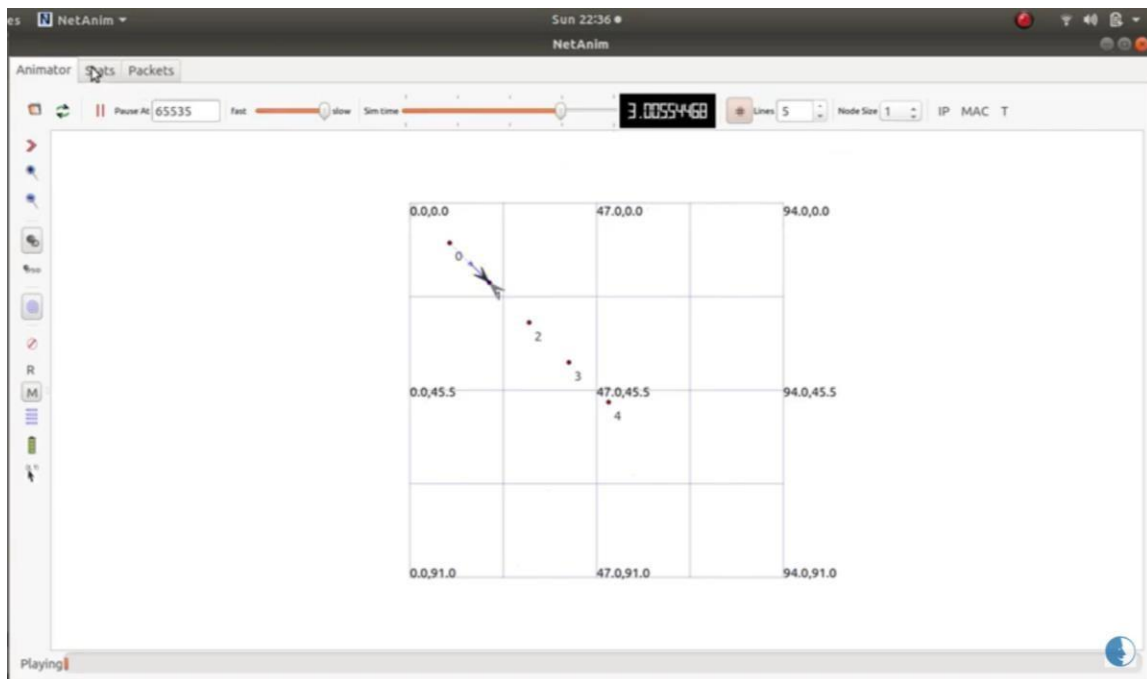 es NetAnim Sun 22:36
NetAnim
Animator Stats Packets
Pause At 65535 fast slow Sim time 3.00554468 Lines 5 Node Size 1 IP MAC T
0.0,0.0 47.0,0.0 94.0,0.0
0
2
3
R
0.0,45.5 47.0,45.5 94.0,45.5
M
4
0.0,91.0 47.0,91.0 94.0,91.0
Playing